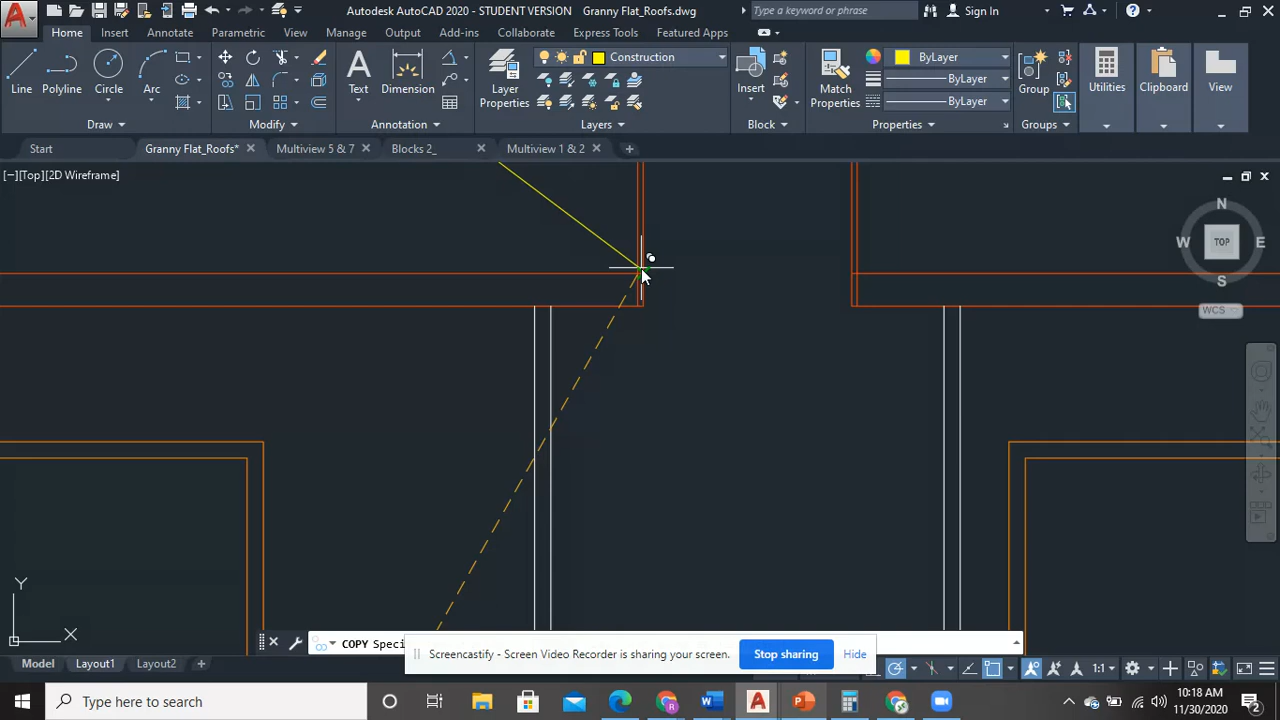 Autodesk AutoCAD 2020 - STUDENT VERSION Granny Flat_Roofs.dwg
Type a keyword or phrase
Sign In
Home Insert Annotate Parametric View Manage Output Add-ins Collaborate Express Tools Featured Apps
Construction
ByLayer
Line Polyline Circle Arc
Text Dimension
Layer Properties
Insert
Match Properties
ByLayer
ByLayer
Group
Utilities Clipboard View
Draw Modify Annotation Layers Block Properties Groups
Start Granny Flat_Roofs* Multiview 5 & 7 Blocks 2_ Multiview 1 & 2
[−][Top][2D Wireframe]
N
W TOP E
S
WCS
Y
X
COPY Speci
Screencastify - Screen Video Recorder is sharing your screen. Stop sharing Hide
Model Layout1 Layout2
1:1
Type here to search
10:18 AM
11/30/2020
2